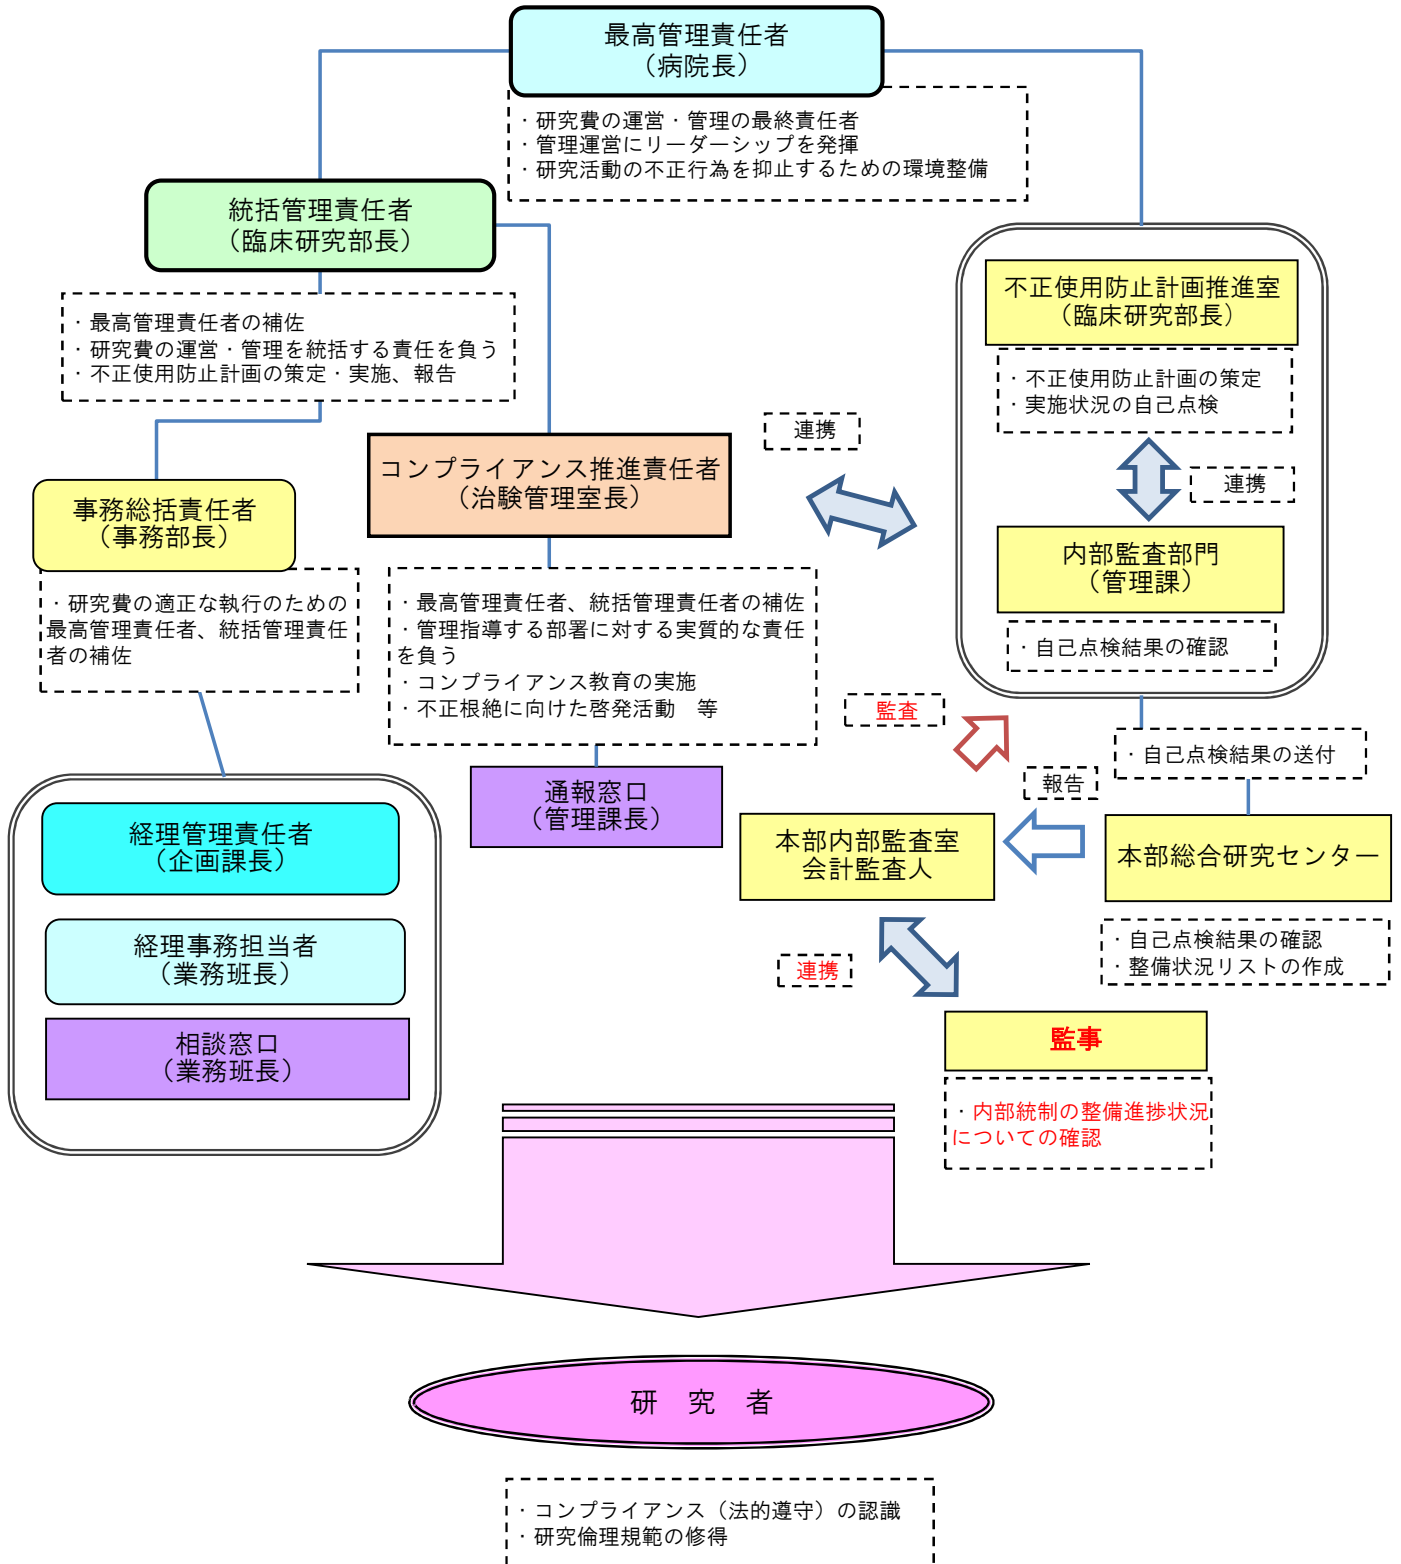 最高管理責任者
（病院長）
・研究費の運営・管理の最終責任者
・管理運営にリーダーシップを発揮
・研究活動の不正行為を抑止するための環境整備
統括管理責任者
（臨床研究部長）
・最高管理責任者の補佐
・研究費の運営・管理を統括する責任を負う
・不正使用防止計画の策定・実施、報告
不正使用防止計画推進室
（臨床研究部長）
・不正使用防止計画の策定
・実施状況の自己点検
連携
内部監査部門
（管理課）
・自己点検結果の確認
連携
コンプライアンス推進責任者
（治験管理室長）
・最高管理責任者、統括管理責任者の補佐
・管理指導する部署に対する実質的な責任
を負う
・コンプライアンス教育の実施
・不正根絶に向けた啓発活動　等
事務総括責任者
（事務部長）
・研究費の適正な執行のための
最高管理責任者、統括管理責任
者の補佐
監査
・自己点検結果の送付
報告
通報窓口
（管理課長）
経理管理責任者
（企画課長）
経理事務担当者
（業務班長）
相談窓口
（業務班長）
本部内部監査室
会計監査人
本部総合研究センター
・自己点検結果の確認
・整備状況リストの作成
連携
監事
・内部統制の整備進捗状況
についての確認
研　究　者
・コンプライアンス（法的遵守）の認識
・研究倫理規範の修得